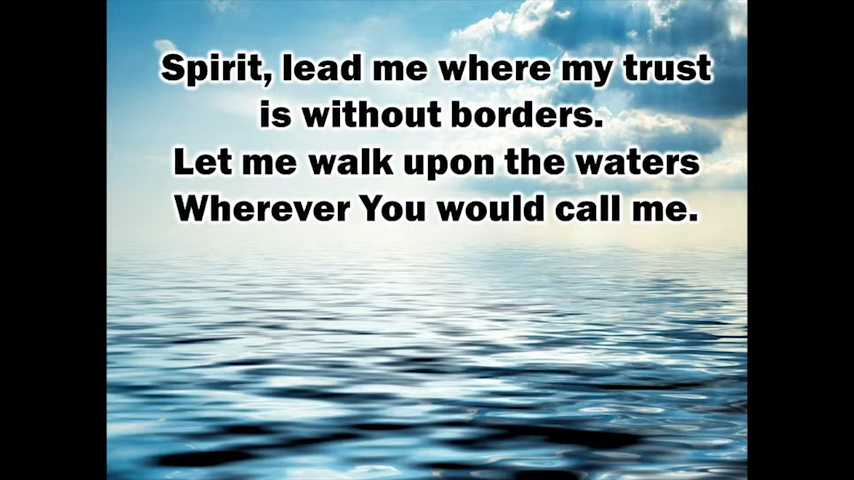 Spirit, lead me where my trust
is without borders.
Let me walk upon the waters
Wherever You would call me.